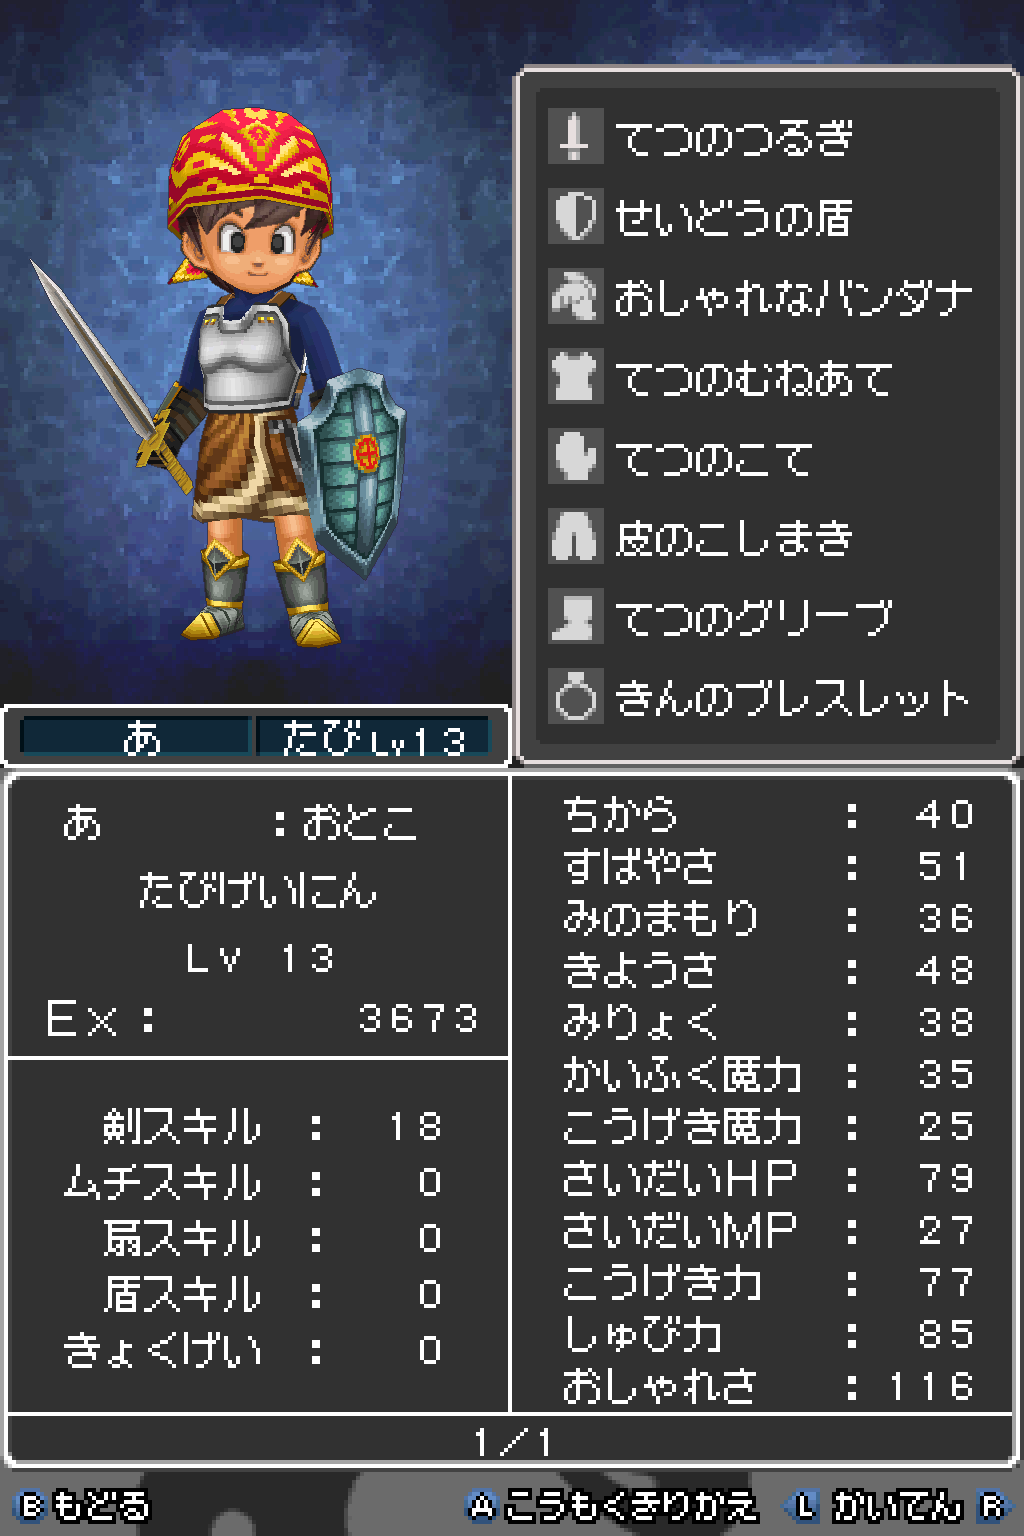 てつのつるぎ
せいどうの盾
おしゃれなバンダナ
てつのむねあて
てつのこて
皮のこしまき
てつのグリーブ
きんのブレスレット
あ たび Lv13
あ :おとこ
たびげいにん
Lv 13
Ex: 3673
剣スキル : 18
ムチスキル : 0
扇スキル : 0
盾スキル : 0
きょくげい : 0
ちから : 40
すばやさ : 51
みのまもり : 36
きようさ : 48
みりょく : 38
かいふく魔力 : 35
こうげき魔力 : 25
さいだいHP : 79
さいだいMP : 27
こうげき力 : 77
しゅび力 : 85
おしゃれさ : 116
1/1
B もどる A こうもくきりかえ L かいてん R